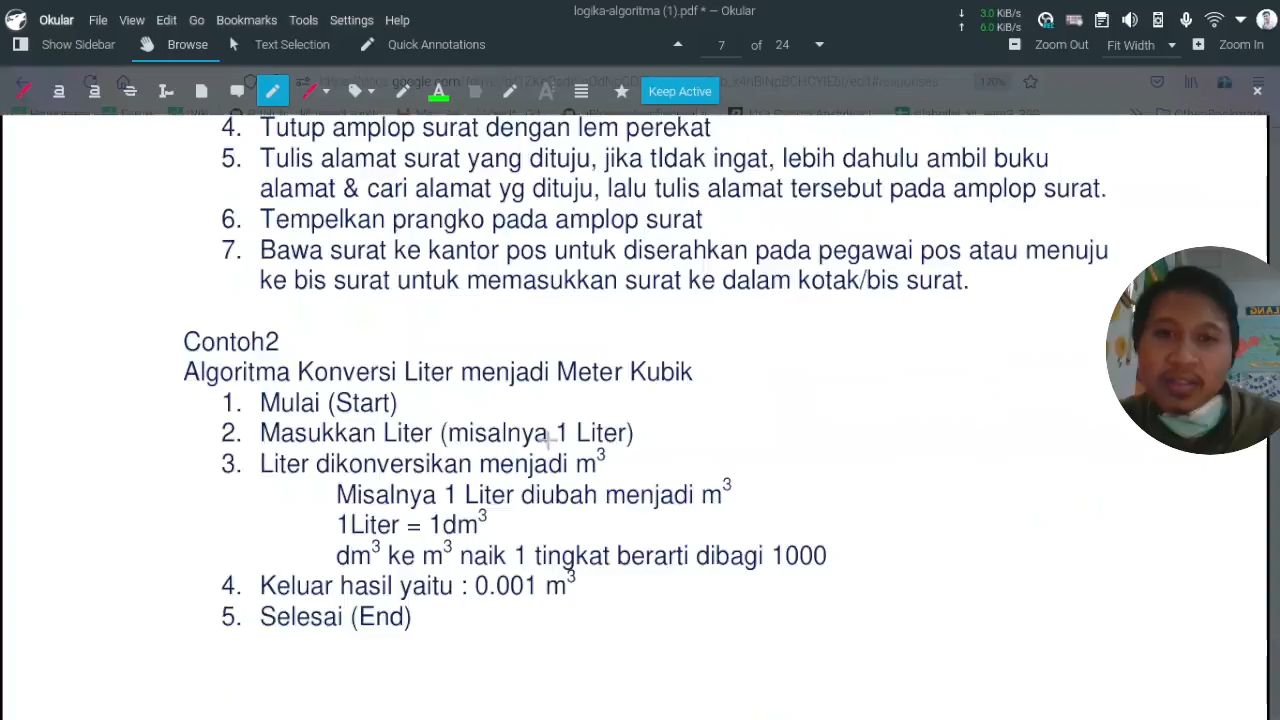 logika-algoritma (1).pdf * — Okular
Okular File View Edit Go Bookmarks Tools Settings Help
↓ 3.0 KiB/s
↑ 6.0 KiB/s
Show Sidebar Browse Text Selection Quick Annotations 7 of 24 Zoom Out Fit Width Zoom In
170%
Keep Active
4. Tutup amplop surat dengan lem perekat
5. Tulis alamat surat yang dituju, jika tIdak ingat, lebih dahulu ambil buku
alamat & cari alamat yg dituju, lalu tulis alamat tersebut pada amplop surat.
6. Tempelkan prangko pada amplop surat
7. Bawa surat ke kantor pos untuk diserahkan pada pegawai pos atau menuju
ke bis surat untuk memasukkan surat ke dalam kotak/bis surat.
Contoh2
Algoritma Konversi Liter menjadi Meter Kubik
1. Mulai (Start)
2. Masukkan Liter (misalnya 1 Liter)
3. Liter dikonversikan menjadi m³
Misalnya 1 Liter diubah menjadi m³
1Liter = 1dm³
dm³ ke m³ naik 1 tingkat berarti dibagi 1000
4. Keluar hasil yaitu : 0.001 m³
5. Selesai (End)